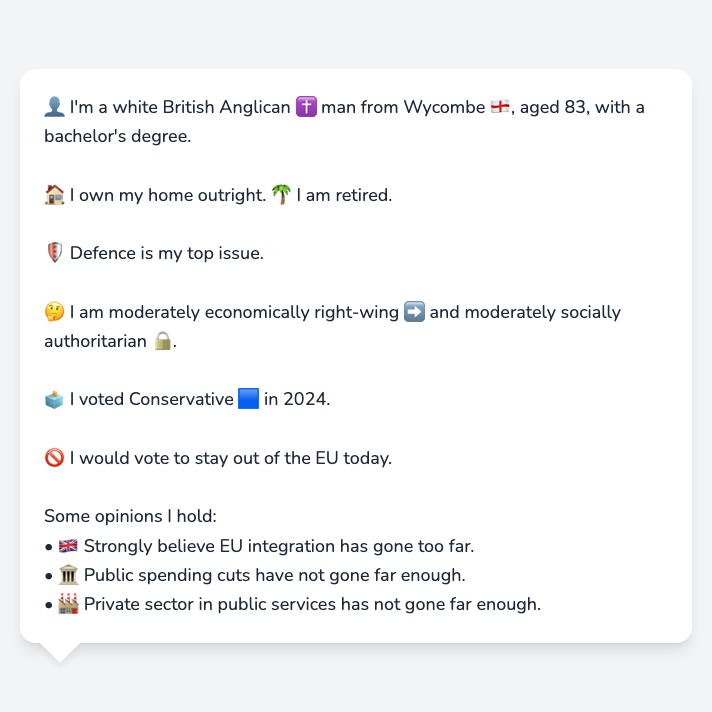 👤 I'm a white British Anglican ✝️ man from Wycombe 🏴󠁧󠁢󠁥󠁮󠁧󠁿, aged 83, with a
bachelor's degree.
🏠 I own my home outright. 🌴 I am retired.
🛡️ Defence is my top issue.
🤔 I am moderately economically right-wing ➡️ and moderately socially
authoritarian 🔒.
🗳️ I voted Conservative 🟦 in 2024.
🚫 I would vote to stay out of the EU today.
Some opinions I hold:
• 🇬🇧 Strongly believe EU integration has gone too far.
• 🏛️ Public spending cuts have not gone far enough.
• 🏭 Private sector in public services has not gone far enough.